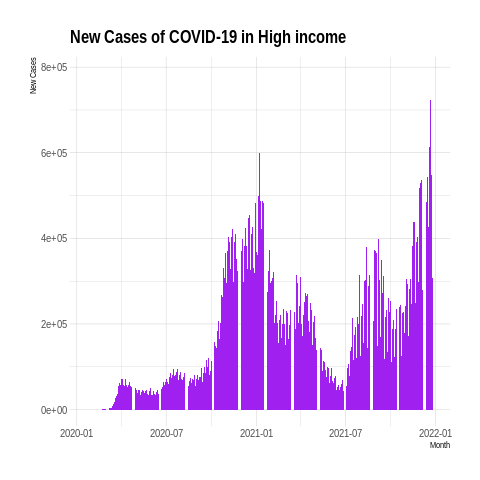 New Cases of COVID-19 in High income
New Cases
8e+05
6e+05
4e+05
2e+05
0e+00
2020-01 2020-07 2021-01 2021-07 2022-01
Month